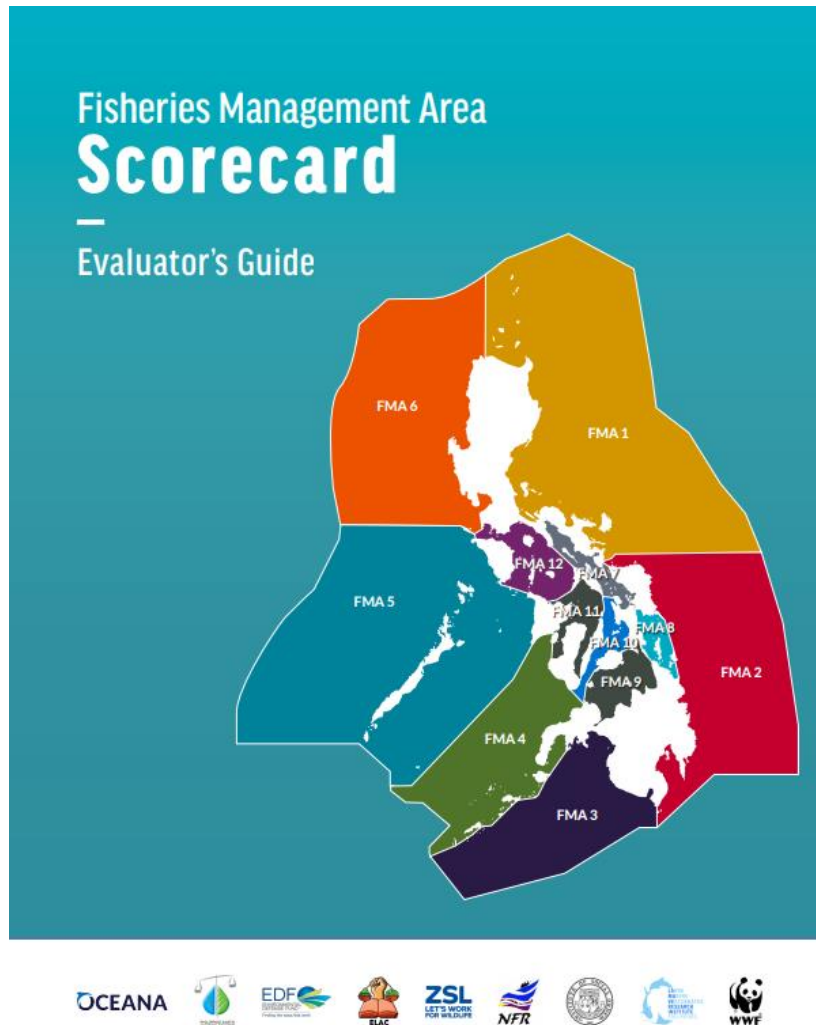 Fisheries Management Area
Scorecard
Evaluator's Guide
FMA 6
FMA 1
FMA 12
FMA 7
FMA 5
FMA 11
FMA 8
FMA 10
FMA 2
FMA 9
FMA 4
FMA 3
OCEANA
EDF
ELAC
ZSL
LET'S WORK
FOR WILDLIFE
NFR
WWF